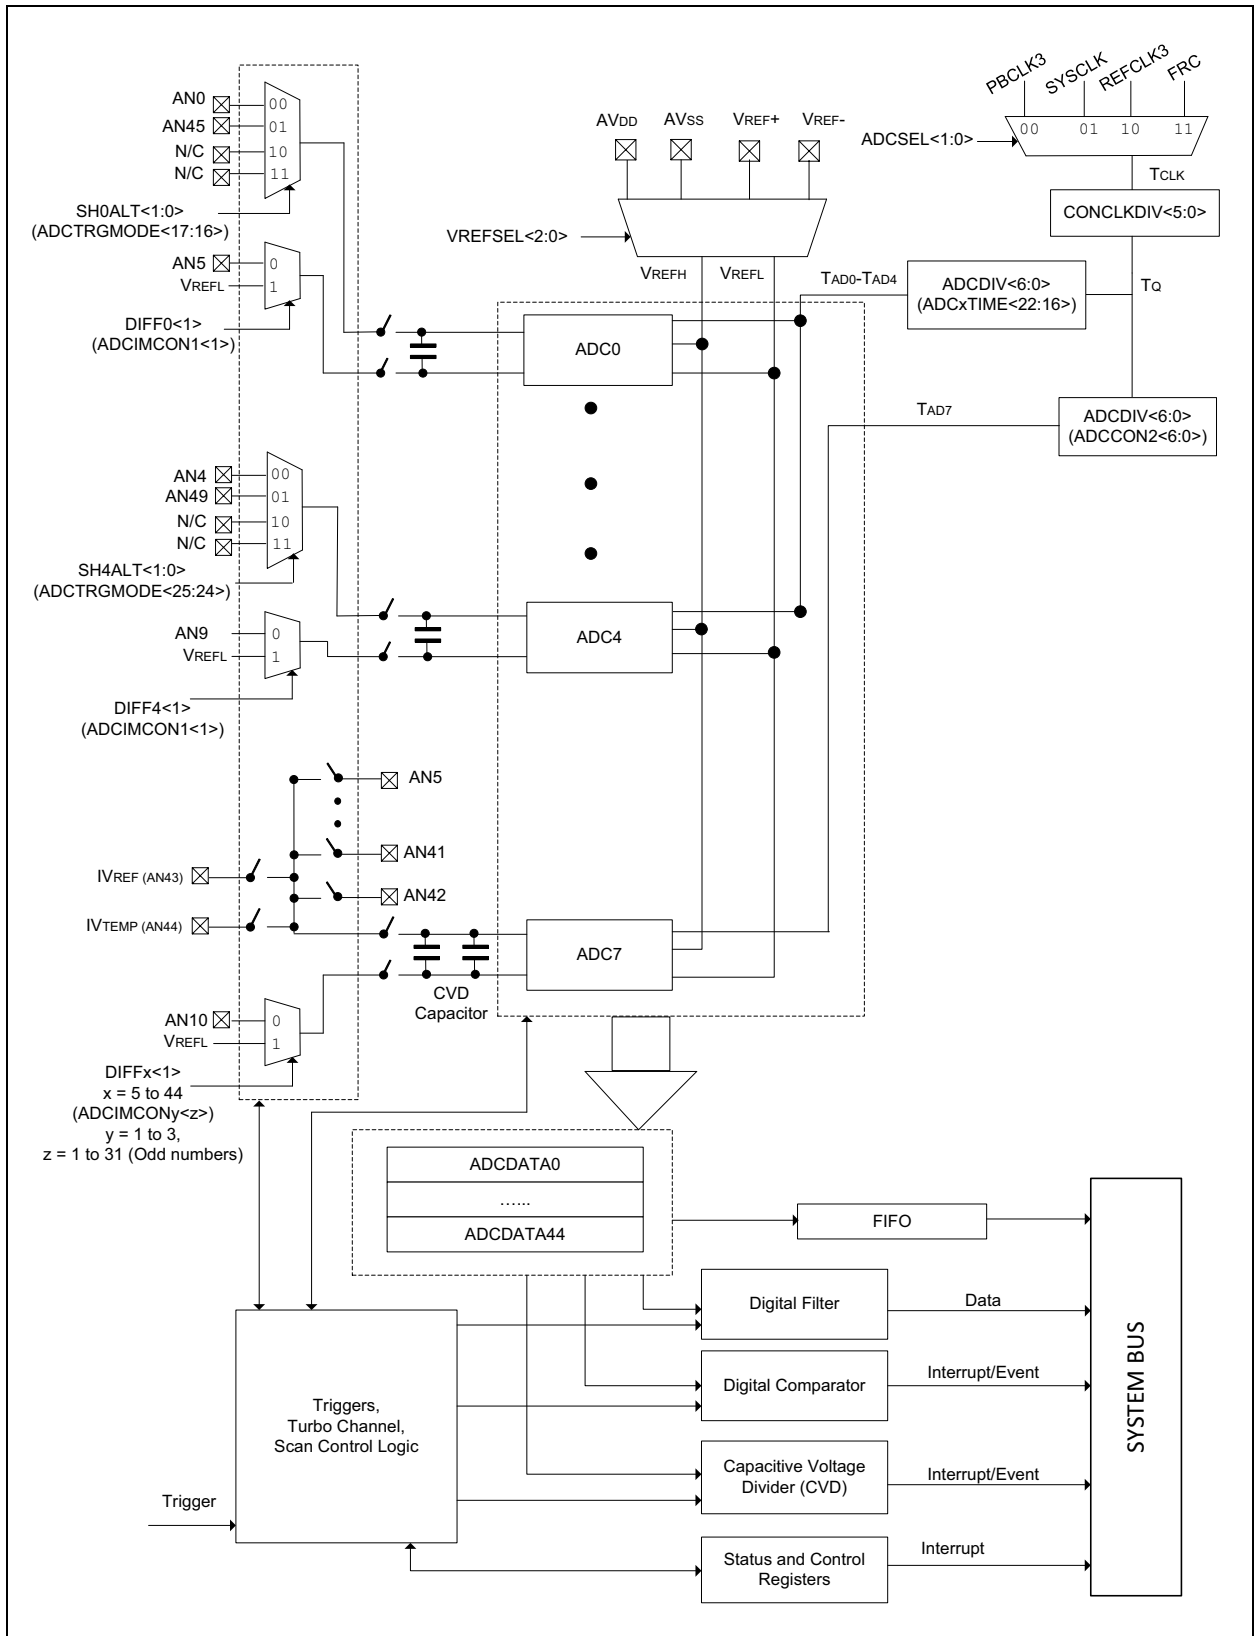 PBCLK3
SYSCLK
REFCLK3
FRC
ADCSEL<1:0>
00 01 10 11
TCLK
CONCLKDIV<5:0>
TQ
AN0
AN45
N/C
N/C
00
01
10
11
SH0ALT<1:0>
(ADCTRGMODE<17:16>)
AVDD AVSS VREF+ VREF-
VREFSEL<2:0>
VREFH VREFL
TAD0-TAD4
ADCDIV<6:0>
(ADCxTIME<22:16>)
AN5
VREFL
0
1
DIFF0<1>
(ADCIMCON1<1>)
ADC0
TAD7
ADCDIV<6:0>
(ADCCON2<6:0>)
AN4
AN49
N/C
N/C
00
01
10
11
SH4ALT<1:0>
(ADCTRGMODE<25:24>)
AN9
VREFL
0
1
DIFF4<1>
(ADCIMCON1<1>)
ADC4
AN5
AN41
AN42
IVREF (AN43)
IVTEMP (AN44)
ADC7
CVD
Capacitor
AN10
VREFL
0
1
DIFFx<1>
x = 5 to 44
(ADCIMCONy<z>)
y = 1 to 3,
z = 1 to 31 (Odd numbers)
ADCDATA0
…...
ADCDATA44
FIFO
Digital Filter
Data
Digital Comparator
Interrupt/Event
Capacitive Voltage
Divider (CVD)
Interrupt/Event
Status and Control
Registers
Interrupt
SYSTEM BUS
Triggers,
Turbo Channel,
Scan Control Logic
Trigger